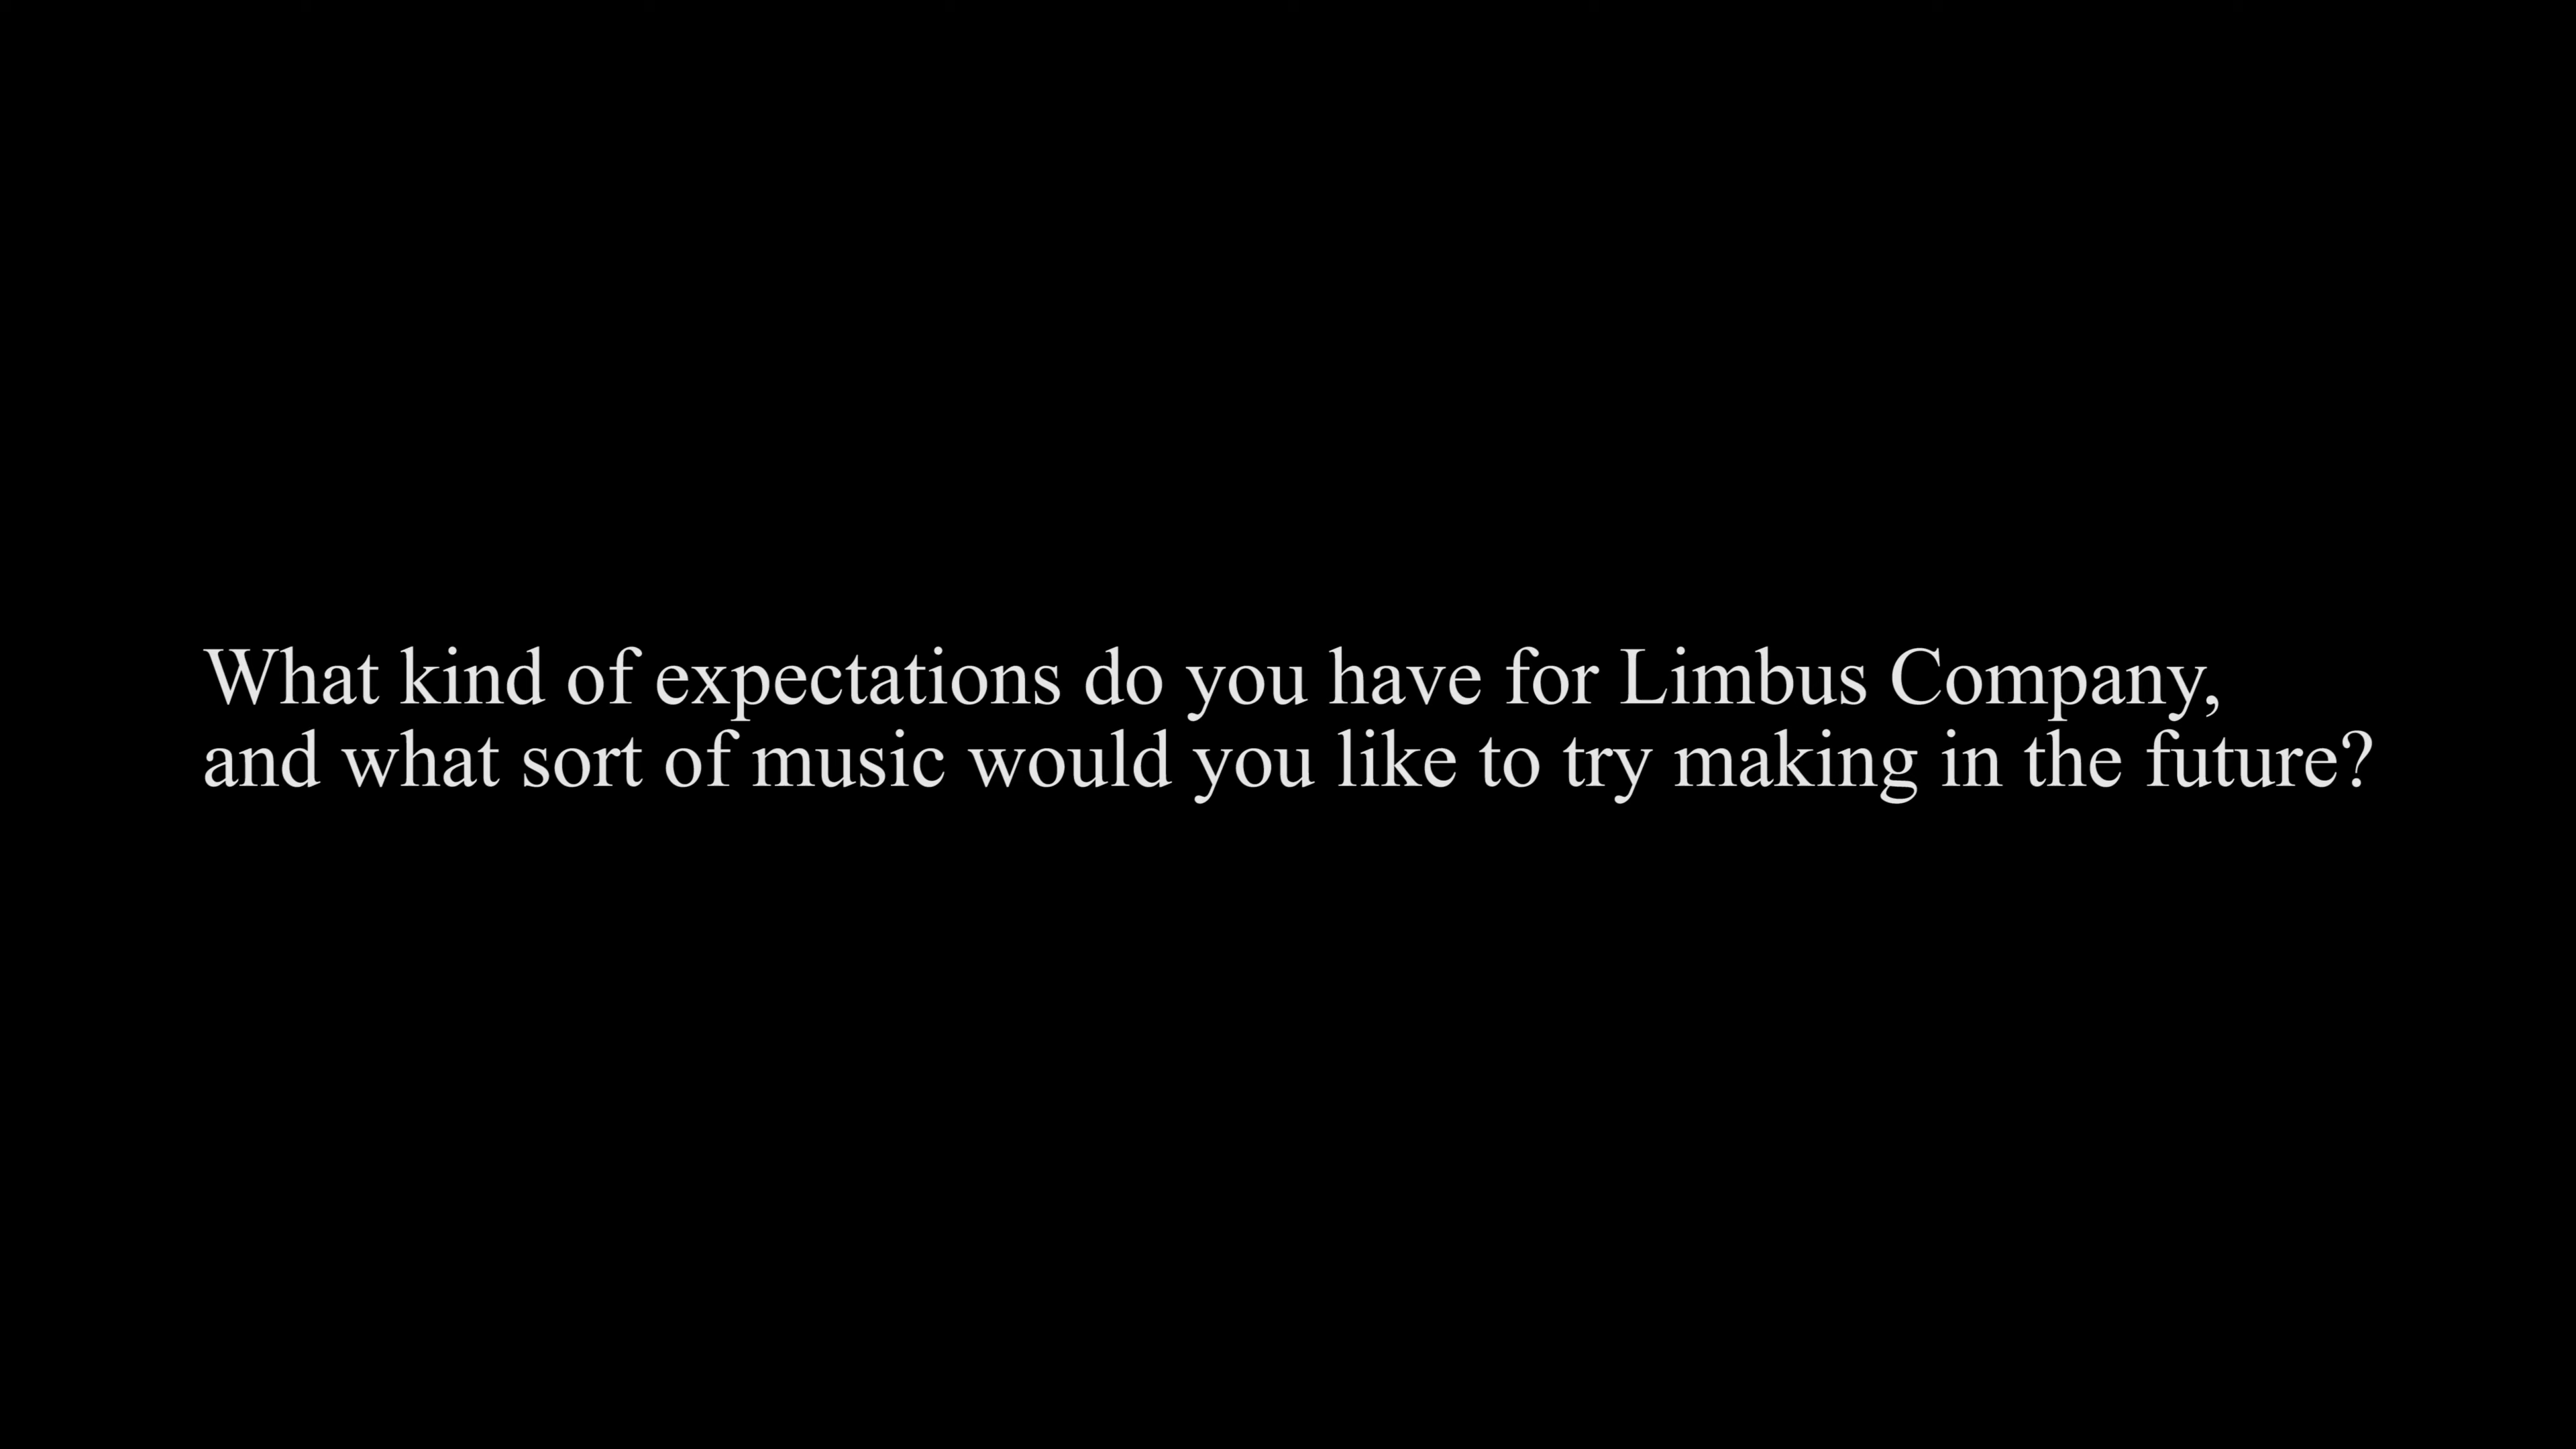 What kind of expectations do you have for Limbus Company,
and what sort of music would you like to try making in the future?